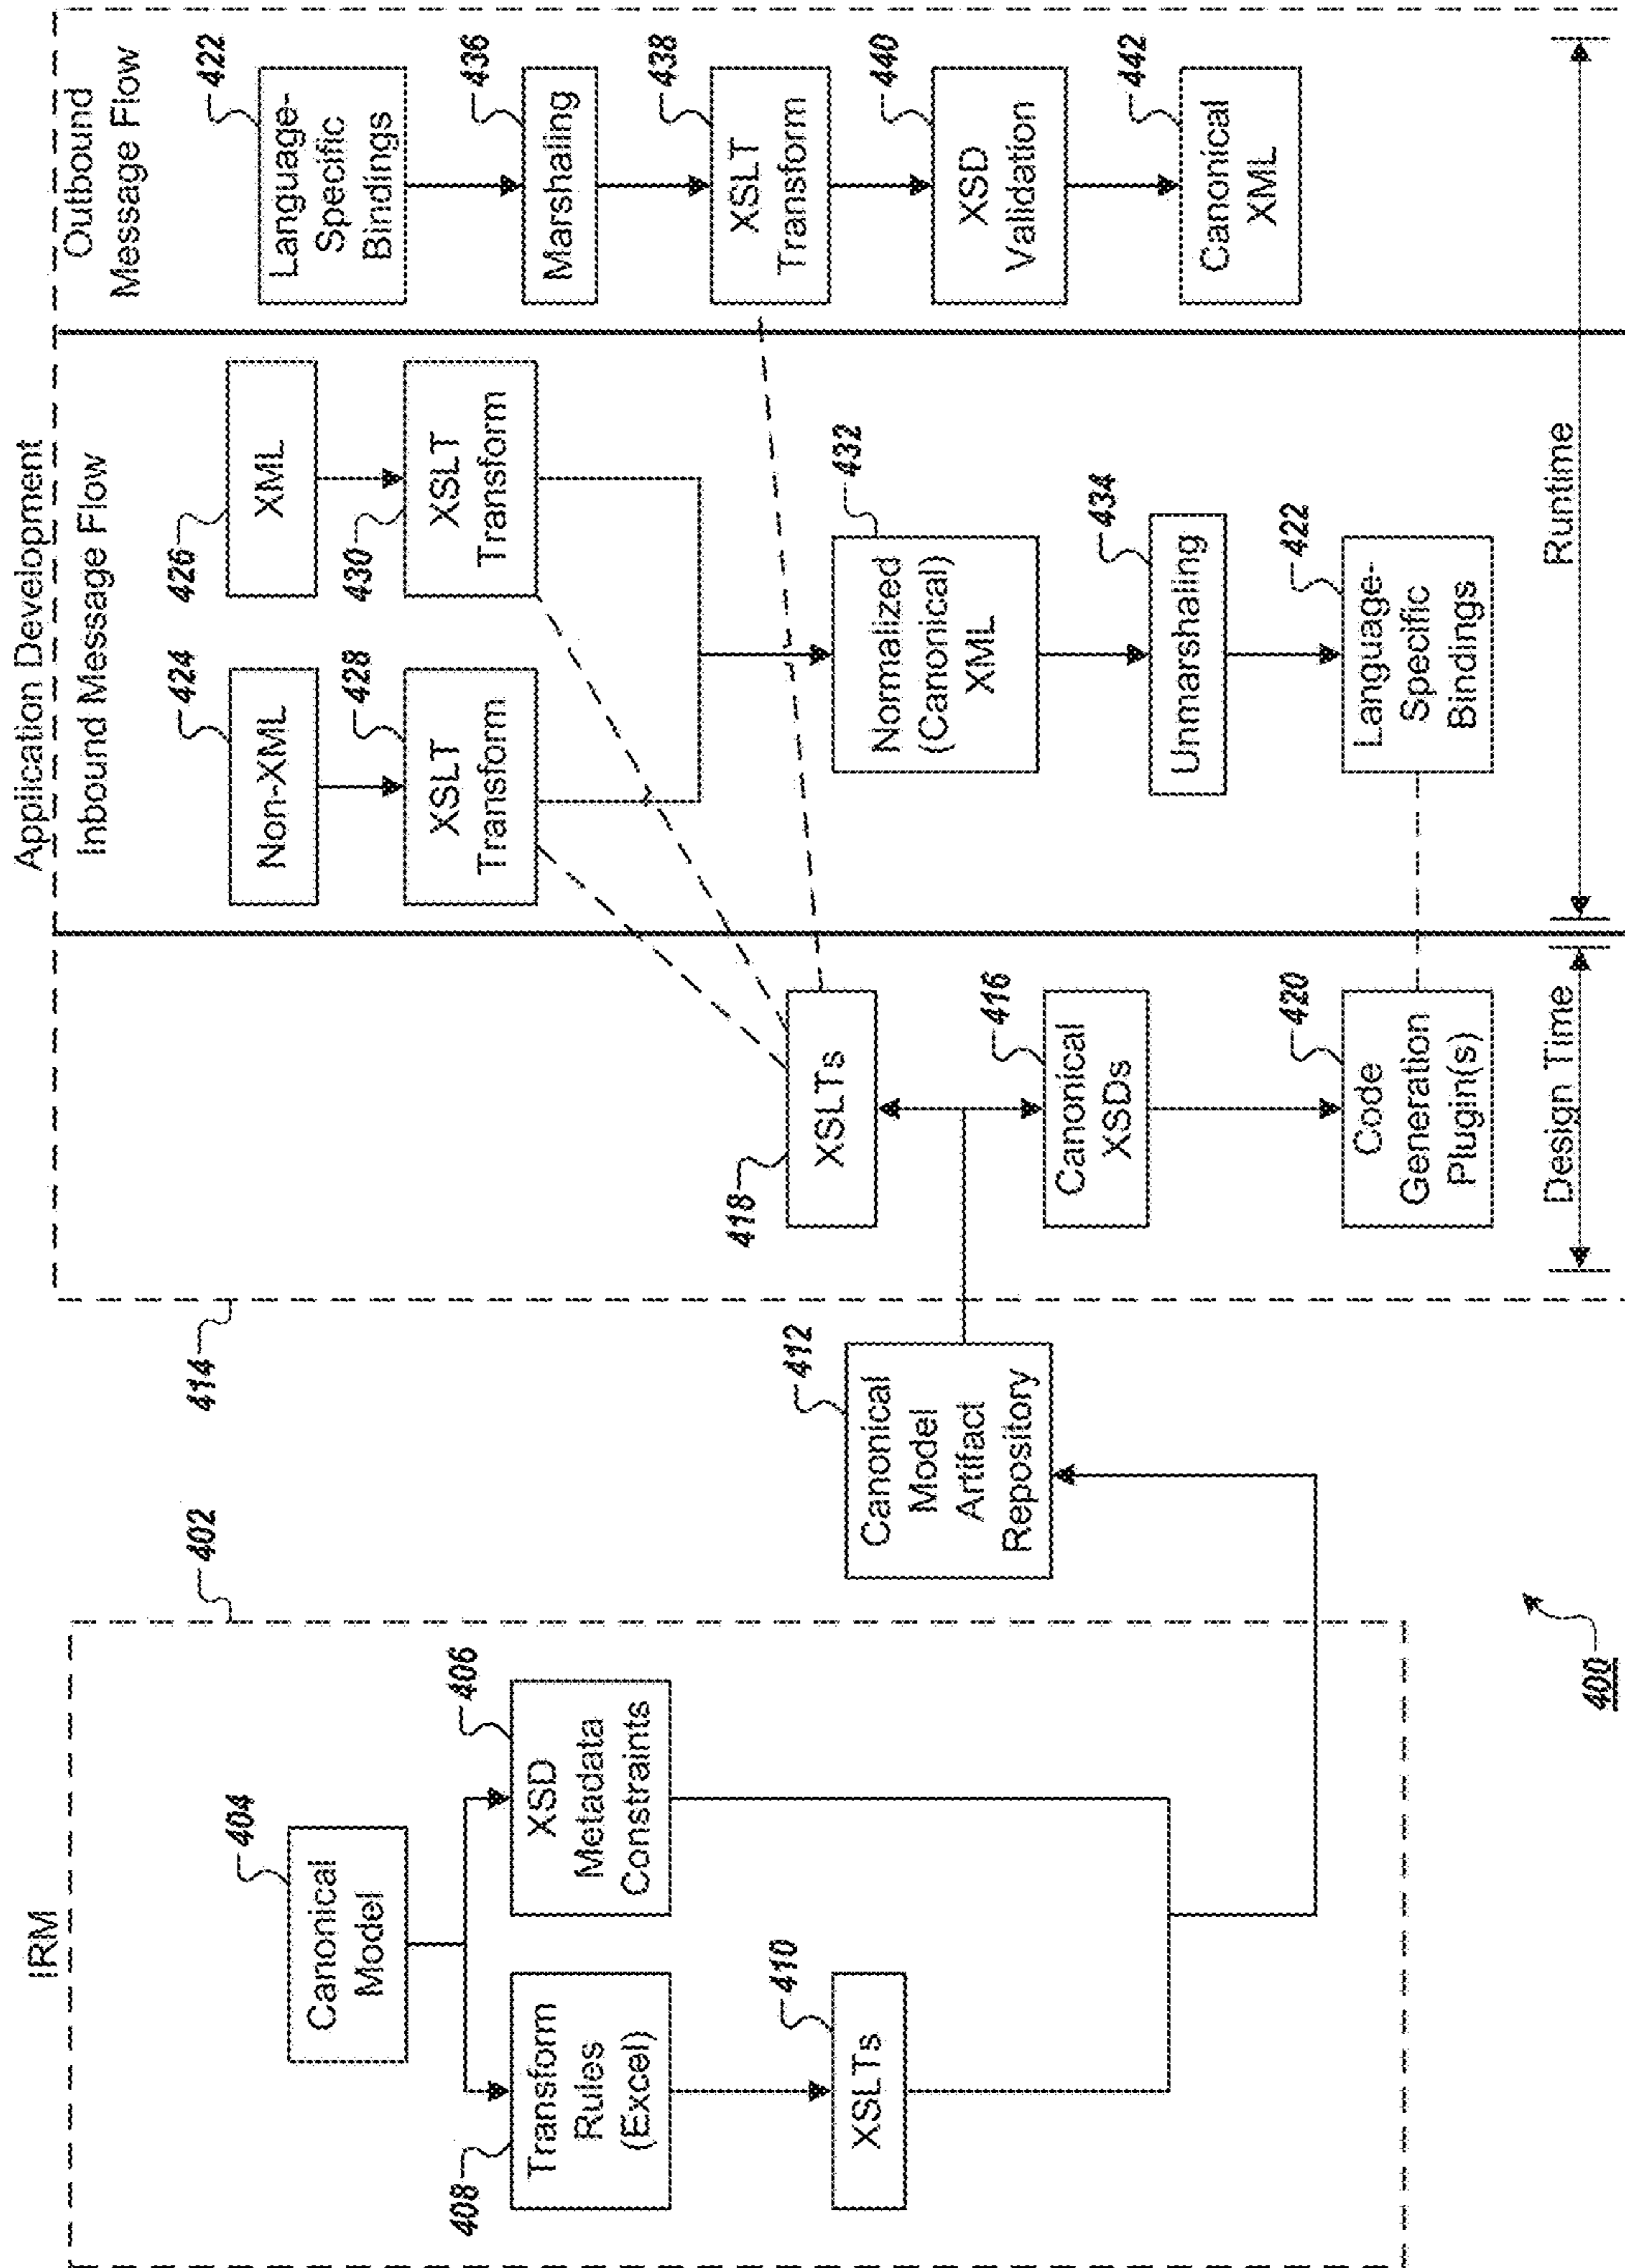 IRM
402
404
Canonical
Model
408
Transform
Rules
(Excel)
406
XSD
Metadata
Constraints
410
XSLTs
400
412
Canonical
Model
Artifact
Repository
414
Application Development
418
XSLTs
416
Canonical
XSDs
420
Code
Generation
Plugin(s)
Design Time
Inbound Message Flow
424
Non-XML
426
XML
428
XSLT
Transform
430
XSLT
Transform
432
Normalized
(Canonical)
XML
434
Unmarshaling
422
Language-
Specific
Bindings
Runtime
Outbound
Message Flow
422
Language-
Specific
Bindings
436
Marshaling
438
XSLT
Transform
440
XSD
Validation
442
Canonical
XML